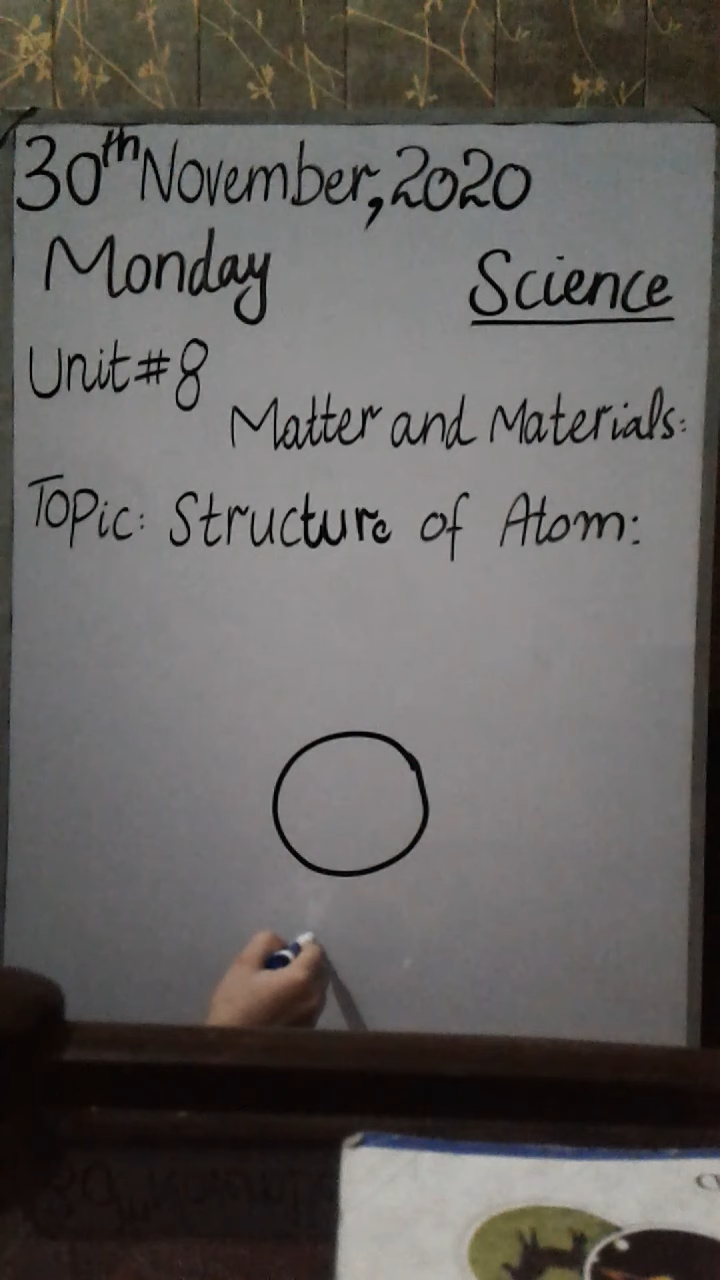 30th November, 2020
Monday
Science
Unit#8
Matter and Materials:
Topic: Structure of Atom: